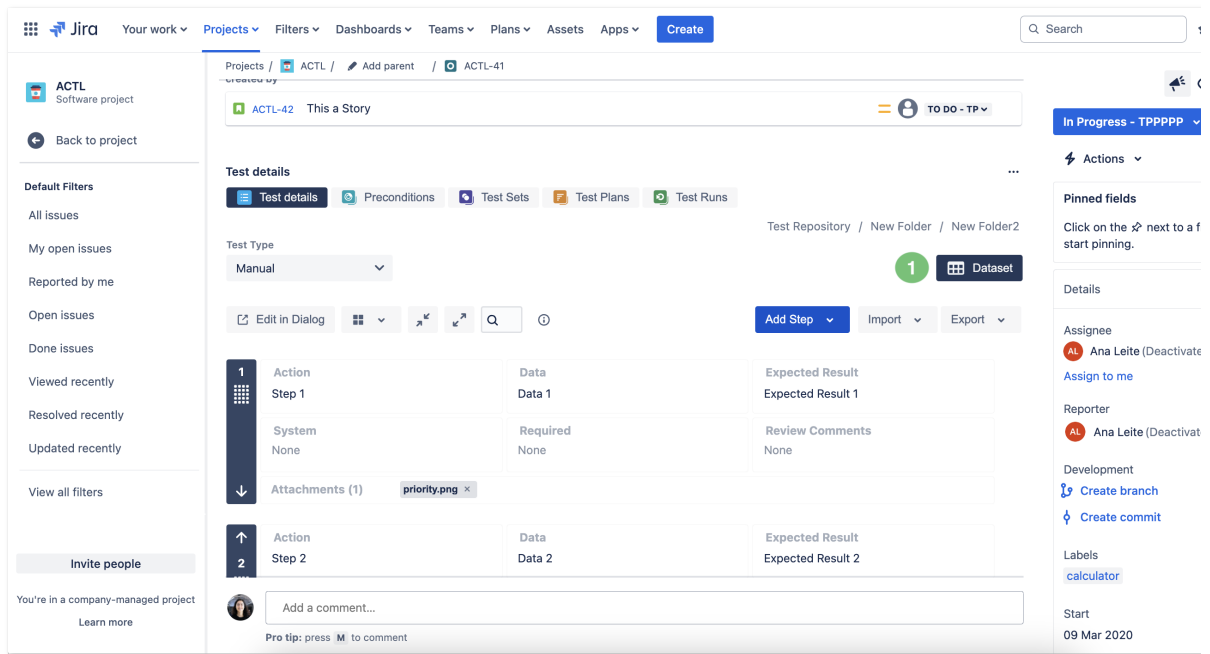 Jira
Your work
Projects
Filters
Dashboards
Teams
Plans
Assets
Apps
Create
Search
ACTL
Software project
Back to project
Default Filters
All issues
My open issues
Reported by me
Open issues
Done issues
Viewed recently
Resolved recently
Updated recently
View all filters
Invite people
You're in a company-managed project
Learn more
Projects / ACTL / Add parent / ACTL-41
created by
ACTL-42 This a Story
TO DO - TP
Test details
Test details
Preconditions
Test Sets
Test Plans
Test Runs
Test Repository / New Folder / New Folder2
Test Type
Manual
1
Dataset
Edit in Dialog
Add Step
Import
Export
1
Action
Step 1
Data
Data 1
Expected Result
Expected Result 1
System
None
Required
None
Review Comments
None
Attachments (1)
priority.png ×
2
Action
Step 2
Data
Data 2
Expected Result
Expected Result 2
Add a comment...
Pro tip: press M to comment
In Progress - TPPPPP
Actions
Pinned fields
Click on the next to a f
start pinning.
Details
Assignee
AL
Ana Leite (Deactivate
Assign to me
Reporter
AL
Ana Leite (Deactivat
Development
Create branch
Create commit
Labels
calculator
Start
09 Mar 2020